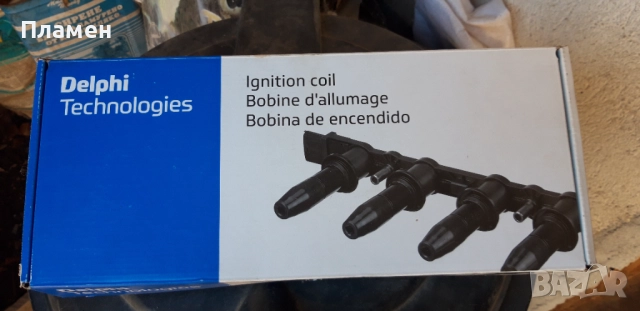 Пламен
Delphi
Technologies
Ignition coil
Bobine d'allumage
Bobina de encendido
BAZAR